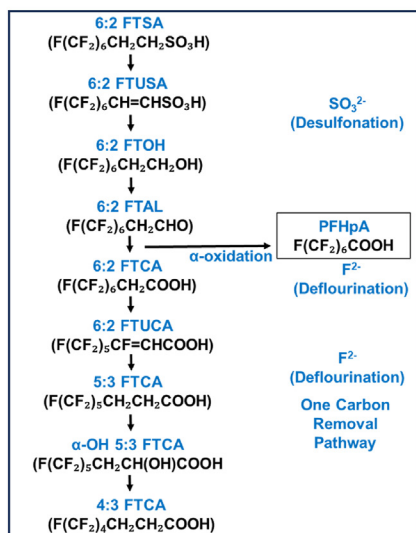 6:2 FTSA
(F(CF₂)₆CH₂CH₂SO₃H)
6:2 FTUSA
(F(CF₂)₆CH=CHSO₃H)
SO₃²⁻
(Desulfonation)
6:2 FTOH
(F(CF₂)₆CH₂CH₂OH)
6:2 FTAL
(F(CF₂)₆CH₂CHO)
PFHpA
F(CF₂)₆COOH
α-oxidation
6:2 FTCA
(F(CF₂)₆CH₂COOH)
F²⁻
(Deflourination)
6:2 FTUCA
(F(CF₂)₅CF=CHCOOH)
F²⁻
(Deflourination)
5:3 FTCA
(F(CF₂)₅CH₂CH₂COOH)
One Carbon
Removal
Pathway
α-OH 5:3 FTCA
(F(CF₂)₅CH₂CH(OH)COOH
4:3 FTCA
(F(CF₂)₄CH₂CH₂COOH)